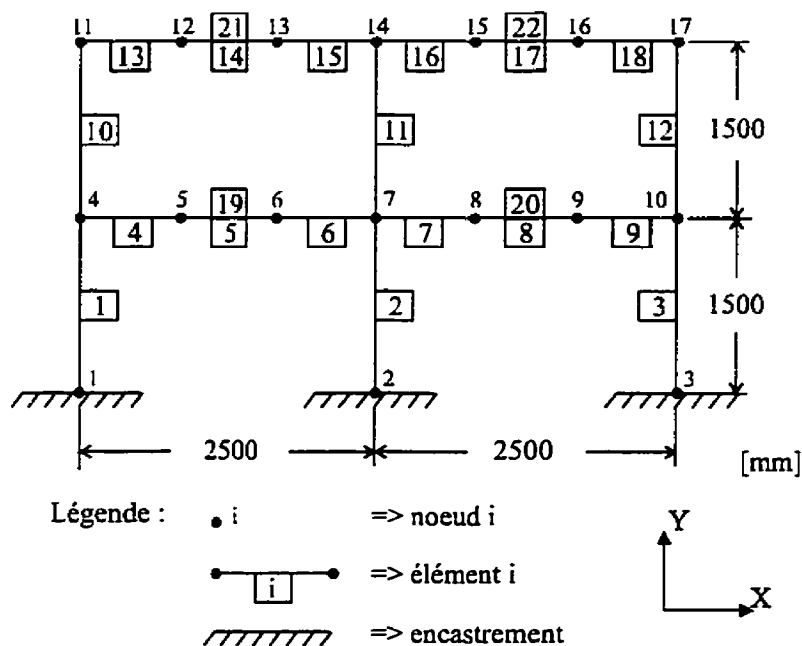 11 12 21 13 14 15 22 16 17
13 14 15 16 17 18
10 11 12 1500
4 5 19 6 7 8 20 9 10
4 5 6 7 8 9
1 2 3 1500
1 2 3
2500 2500 [mm]
Légende : i => noeud i Y
i => élément i X
=> encastrement